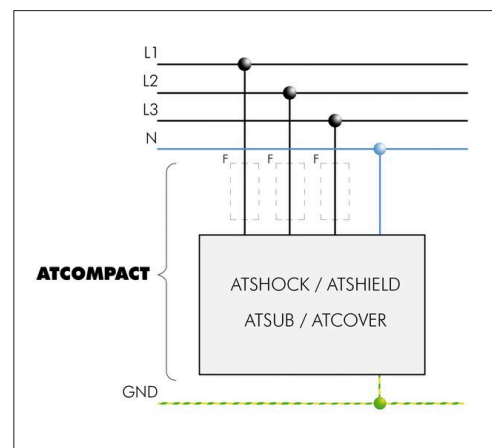 L1
L2
L3
N
F F F
ATCOMPACT
ATSHOCK / ATSHIELD
ATSUB / ATCOVER
GND